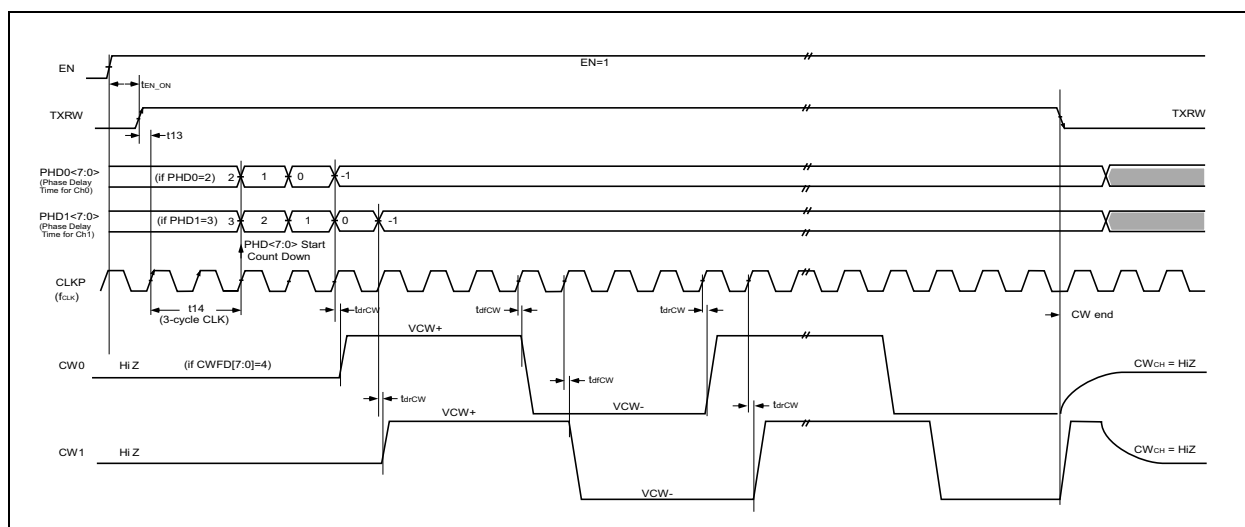 EN
EN=1
tEN_ON
TXRW
TXRW
t13
PHD0<7:0>
(Phase Delay
Time for Ch0)
(if PHD0=2)
2
1
0
-1
PHD1<7:0>
(Phase Delay
Time for Ch1)
(if PHD1=3)
3
2
1
0
-1
PHD<7:0> Start
Count Down
CLKP
(fCLK)
t14
(3-cycle CLK)
tdrCW
tdfCW
tdrCW
CW end
VCW+
CW0
Hi Z
(if CWFD[7:0]=4)
tdfCW
CWCH = HiZ
tdrCW
VCW+
VCW-
tdrCW
CW1
Hi Z
CWCH = HiZ
VCW-